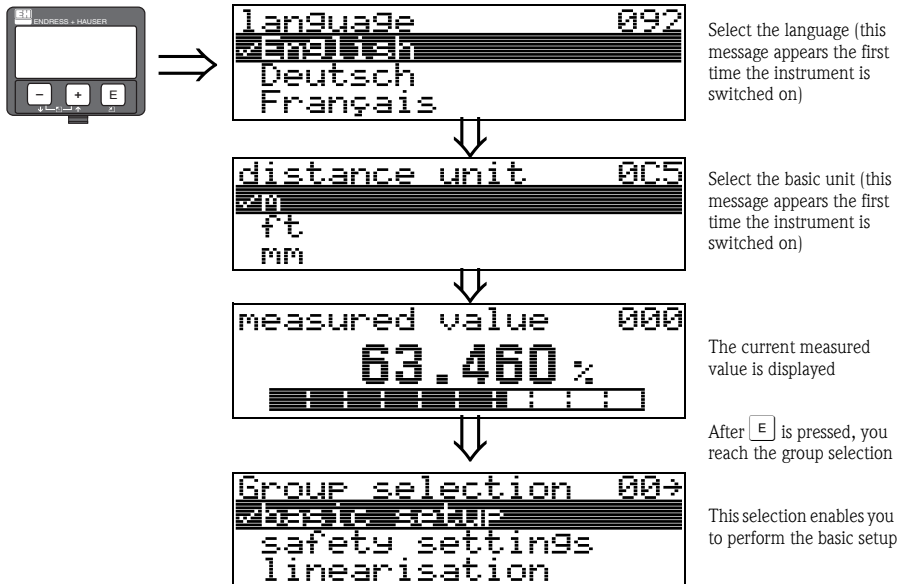 EH ENDRESS + HAUSER
- + E
language 092
✓English
Deutsch
Français
Select the language (this
message appears the first
time the instrument is
switched on)
distance unit 0C5
✓m
ft
mm
Select the basic unit (this
message appears the first
time the instrument is
switched on)
measured value 000
63.460 %
The current measured
value is displayed
After E is pressed, you
reach the group selection
Group selection 00→
✓basic setup
safety settings
linearisation
This selection enables you
to perform the basic setup